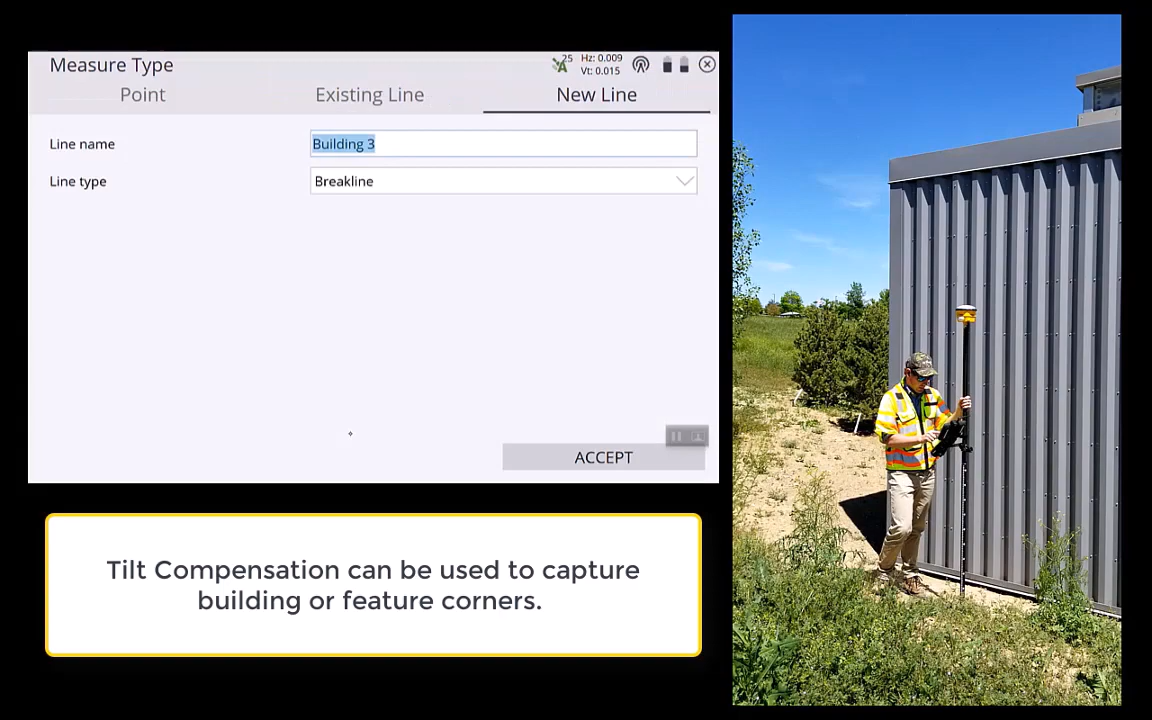 Measure Type
25
Hz: 0.009
Vt: 0.015
Point
Existing Line
New Line
Line name
Building 3
Line type
Breakline
ACCEPT
Tilt Compensation can be used to capture
building or feature corners.